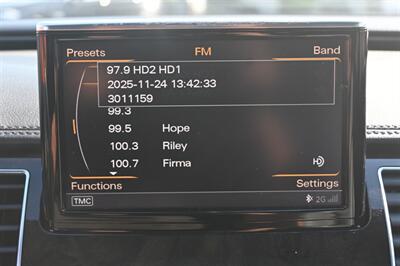 Presets FM Band
97.9 HD2 HD1
2025-11-24 13:42:33
3011159
99.3
99.5 Hope
100.3 Riley
100.7 Firma
Functions Settings
TMC 2G